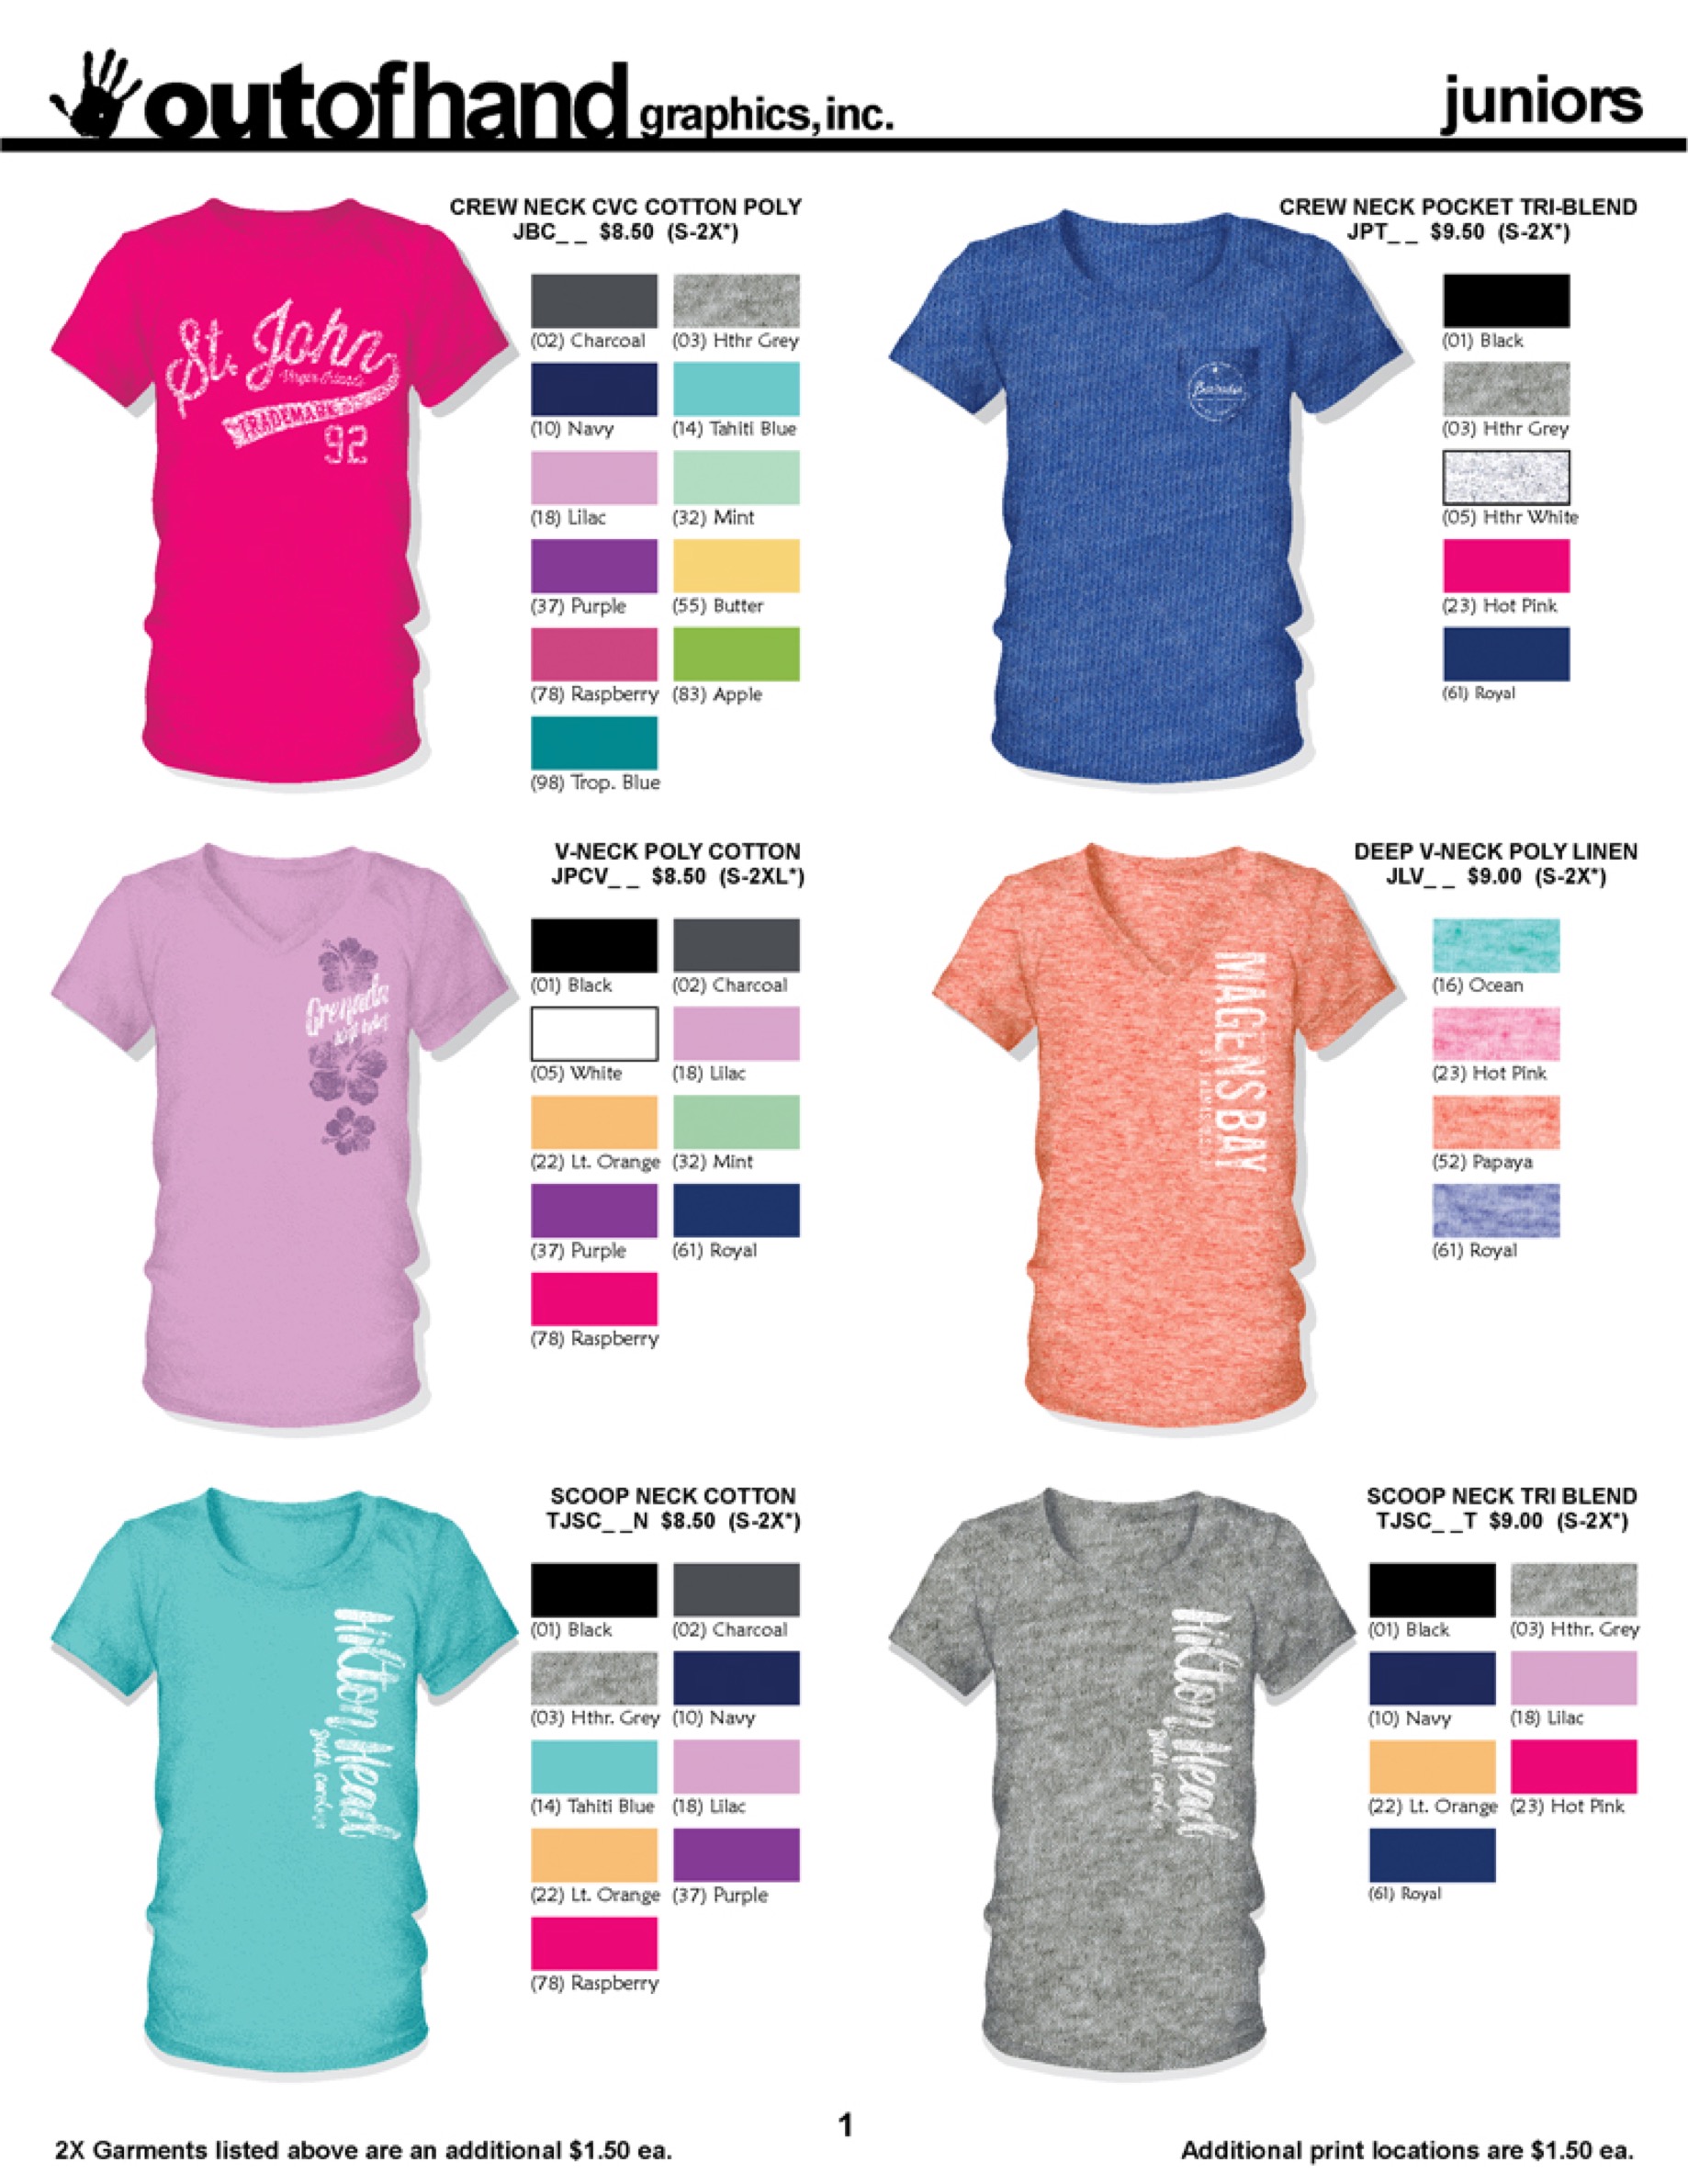 outofhand graphics, inc.
juniors
CREW NECK CVC COTTON POLY
JBC_ _ $8.50 (S-2X*)
St. John
Virgin Islands
TRADEMARK
92
(02) Charcoal (03) Hthr Grey
(10) Navy (14) Tahiti Blue
(18) Lilac (32) Mint
(37) Purple (55) Butter
(78) Raspberry (83) Apple
(98) Trop. Blue
CREW NECK POCKET TRI-BLEND
JPT_ _ $9.50 (S-2X*)
(01) Black
(03) Hthr Grey
(05) Hthr White
(23) Hot Pink
(61) Royal
V-NECK POLY COTTON
JPCV_ _ $8.50 (S-2XL*)
Grenada
(01) Black (02) Charcoal
(05) White (18) Lilac
(22) Lt. Orange (32) Mint
(37) Purple (61) Royal
(78) Raspberry
DEEP V-NECK POLY LINEN
JLV_ _ $9.00 (S-2X*)
MAGENS BAY
(16) Ocean
(23) Hot Pink
(52) Papaya
(61) Royal
SCOOP NECK COTTON
TJSC_ _N $8.50 (S-2X*)
Hilton Head
south carolina
(01) Black (02) Charcoal
(03) Hthr. Grey (10) Navy
(14) Tahiti Blue (18) Lilac
(22) Lt. Orange (37) Purple
(78) Raspberry
SCOOP NECK TRI BLEND
TJSC_ _T $9.00 (S-2X*)
Hilton Head
south carolina
(01) Black (03) Hthr. Grey
(10) Navy (18) Lilac
(22) Lt. Orange (23) Hot Pink
(61) Royal
2X Garments listed above are an additional $1.50 ea.
1
Additional print locations are $1.50 ea.